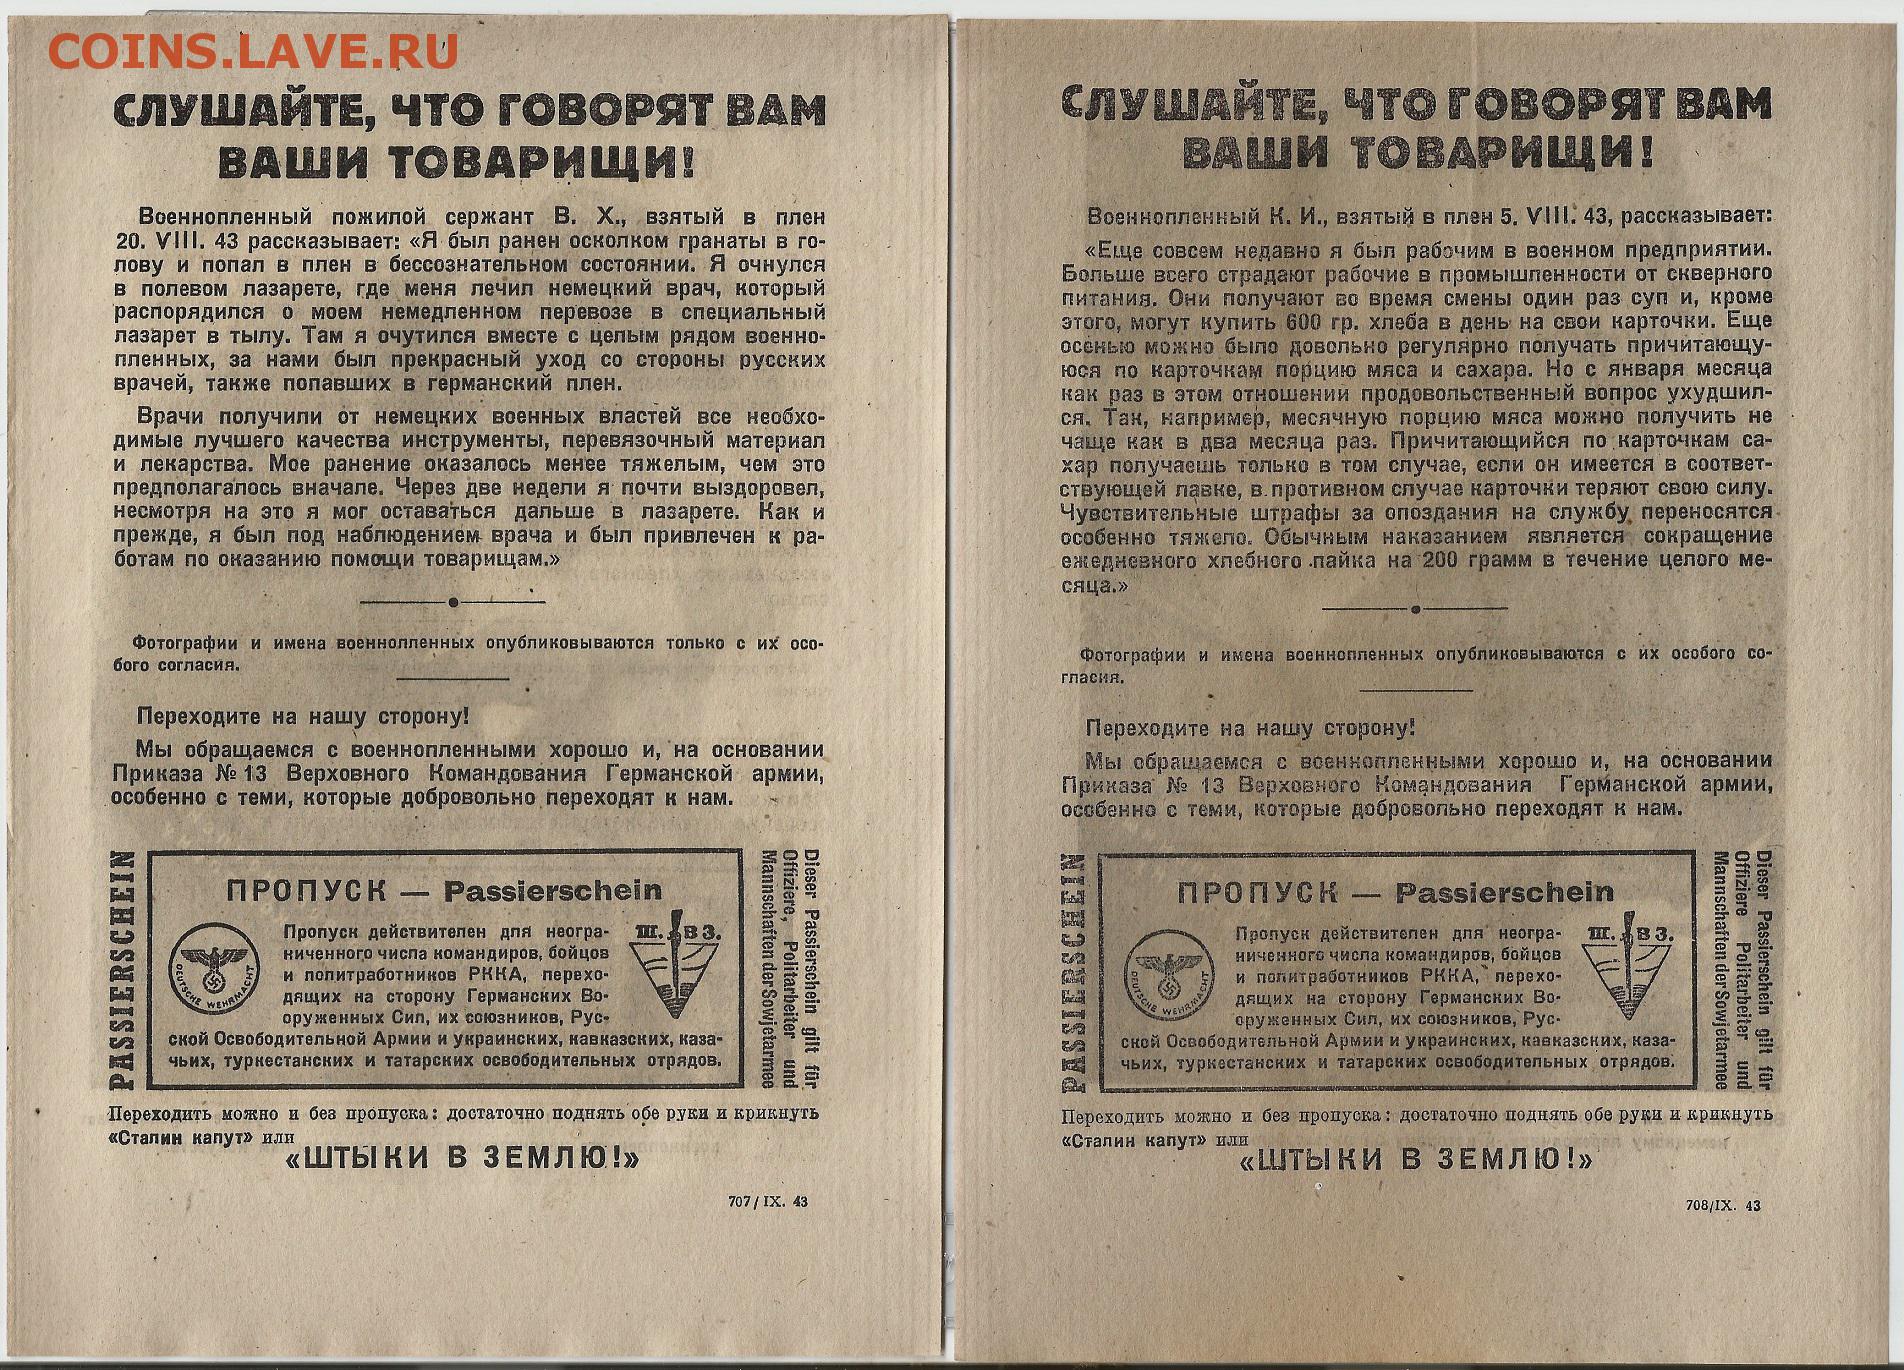 COINS.LAVE.RU
СЛУШАЙТЕ, ЧТО ГОВОРЯТ ВАМ
ВАШИ ТОВАРИЩИ!
Военнопленный пожилой сержант В. Х., взятый в плен
20. VIII. 43 рассказывает: «Я был ранен осколком гранаты в го-
лову и попал в плен в бессознательном состоянии. Я очнулся
в полевом лазарете, где меня лечил немецкий врач, который
распорядился о моем немедленном перевозе в специальный
лазарет в тылу. Там я очутился вместе с целым рядом военно-
пленных, за нами был прекрасный уход со стороны русских
врачей, также попавших в германский плен.
Врачи получили от немецких военных властей все необхо-
димые лучшего качества инструменты, перевязочный материал
и лекарства. Мое ранение оказалось менее тяжелым, чем это
предполагалось вначале. Через две недели я почти выздоровел,
несмотря на это я мог оставаться дальше в лазарете. Как и
прежде, я был под наблюдением врача и был привлечен к ра-
ботам по оказанию помощи товарищам.»
Фотографии и имена военнопленных опубликовываются только с их осо-
бого согласия.
Переходите на нашу сторону!
Мы обращаемся с военнопленными хорошо и, на основании
Приказа № 13 Верховного Командования Германской армии,
особенно с теми, которые добровольно переходят к нам.
PASSIERSCHEIN
ПРОПУСК — Passierschein
DEUTSCHE WEHRMACHT
Ш. В З.
Пропуск действителен для неогра-
ниченного числа командиров, бойцов
и политработников РККА, перехо-
дящих на сторону Германских Во-
оруженных Сил, их союзников, Рус-
ской Освободительной Армии и украинских, кавказских, каза-
чьих, туркестанских и татарских освободительных отрядов.
Dieser Passierschein gilt für
Offiziere, Politarbeiter und
Mannschaften der Sowjetarmee
Переходить можно и без пропуска: достаточно поднять обе руки и крикнуть
«Сталин капут» или
«ШТЫКИ В ЗЕМЛЮ!»
707/IX. 43
СЛУШАЙТЕ, ЧТО ГОВОРЯТ ВАМ
ВАШИ ТОВАРИЩИ!
Военнопленный К. И., взятый в плен 5. VIII. 43, рассказывает:
«Еще совсем недавно я был рабочим в военном предприятии.
Больше всего страдают рабочие в промышленности от скверного
питания. Они получают во время смены один раз суп и, кроме
этого, могут купить 600 гр. хлеба в день на свои карточки. Еще
осенью можно было довольно регулярно получать причитающу-
юся по карточкам порцию мяса и сахара. Но с января месяца
как раз в этом отношении продовольственный вопрос ухудшил-
ся. Так, например, месячную порцию мяса можно получить не
чаще как в два месяца раз. Причитающийся по карточкам са-
хар получаешь только в том случае, если он имеется в соответ-
ствующей лавке, в противном случае карточки теряют свою силу.
Чувствительные штрафы за опоздания на службу переносятся
особенно тяжело. Обычным наказанием является сокращение
ежедневного хлебного пайка на 200 грамм в течение целого ме-
сяца.»
Фотографии и имена военнопленных опубликовываются с их особого со-
гласия.
Переходите на нашу сторону!
Мы обращаемся с военнопленными хорошо и, на основании
Приказа № 13 Верховного Командования Германской армии,
особенно с теми, которые добровольно переходят к нам.
PASSIERSCHEIN
ПРОПУСК — Passierschein
DEUTSCHE WEHRMACHT
Ш. В З.
Пропуск действителен для неогра-
ниченного числа командиров, бойцов
и политработников РККА, перехо-
дящих на сторону Германских Во-
оруженных Сил, их союзников, Рус-
ской Освободительной Армии и украинских, кавказских, каза-
чьих, туркестанских и татарских освободительных отрядов.
Dieser Passierschein gilt für
Offiziere Politarbeiter und
Mannschaften der Sowjetarmee
Переходить можно и без пропуска: достаточно поднять обе руки и крикнуть
«Сталин капут» или
«ШТЫКИ В ЗЕМЛЮ!»
708/IX. 43